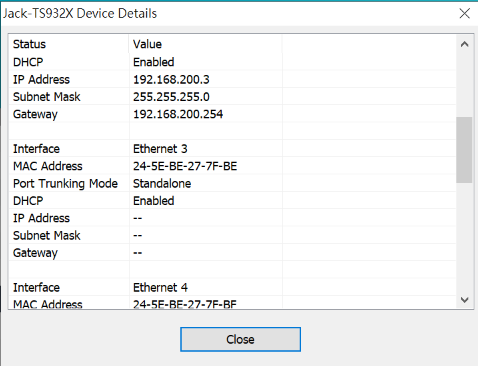 Jack-TS932X Device Details
Status Value
DHCP Enabled
IP Address 192.168.200.3
Subnet Mask 255.255.255.0
Gateway 192.168.200.254
Interface Ethernet 3
MAC Address 24-5E-BE-27-7F-BE
Port Trunking Mode Standalone
DHCP Enabled
IP Address --
Subnet Mask --
Gateway --
Interface Ethernet 4
MAC Address 24-5E-BE-27-7F-BF
Close